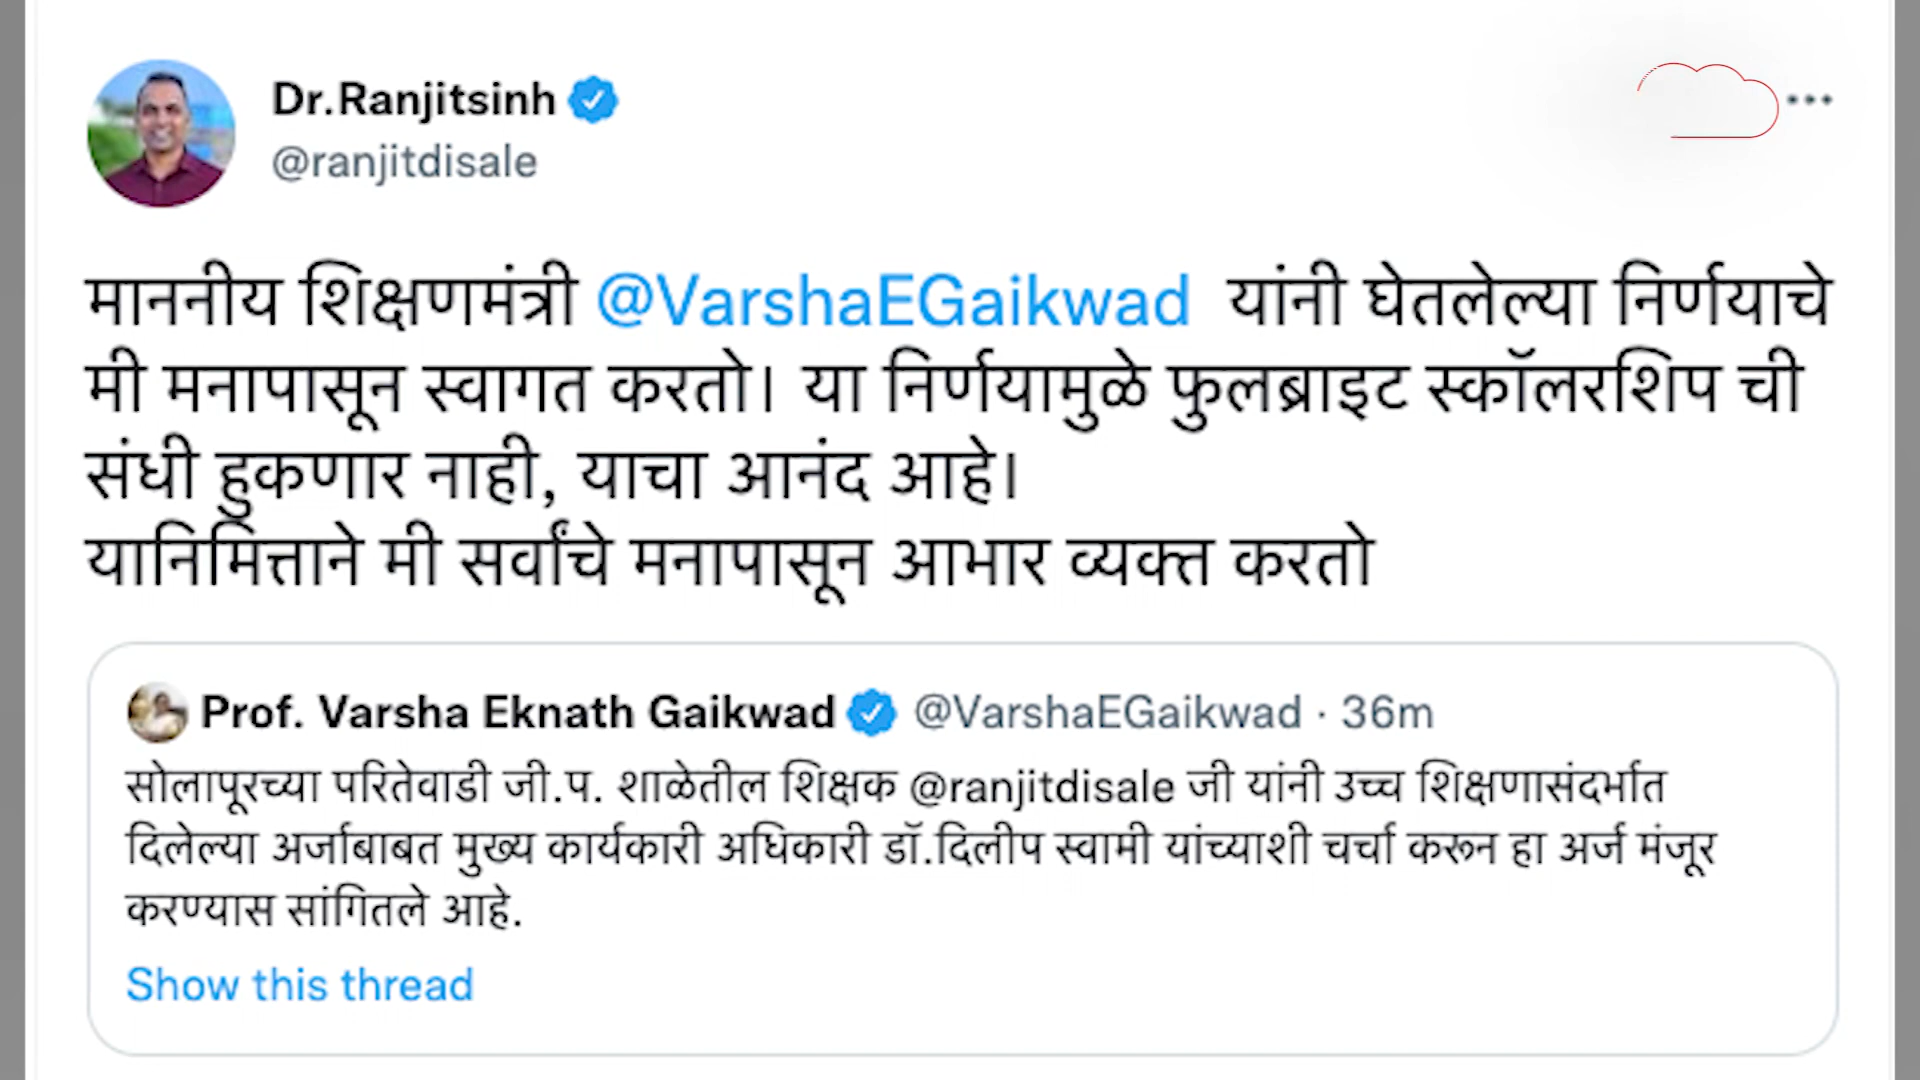 Dr.Ranjitsinh
@ranjitdisale
माननीय शिक्षणमंत्री @VarshaEGaikwad यांनी घेतलेल्या निर्णयाचे
मी मनापासून स्वागत करतो। या निर्णयामुळे फुलब्राइट स्कॉलरशिप ची
संधी हुकणार नाही, याचा आनंद आहे।
यानिमित्ताने मी सर्वांचे मनापासून आभार व्यक्त करतो
Prof. Varsha Eknath Gaikwad @VarshaEGaikwad · 36m
सोलापूरच्या परितेवाडी जी.प. शाळेतील शिक्षक @ranjitdisale जी यांनी उच्च शिक्षणासंदर्भात
दिलेल्या अर्जाबाबत मुख्य कार्यकारी अधिकारी डॉ.दिलीप स्वामी यांच्याशी चर्चा करून हा अर्ज मंजूर
करण्यास सांगितले आहे.
Show this thread